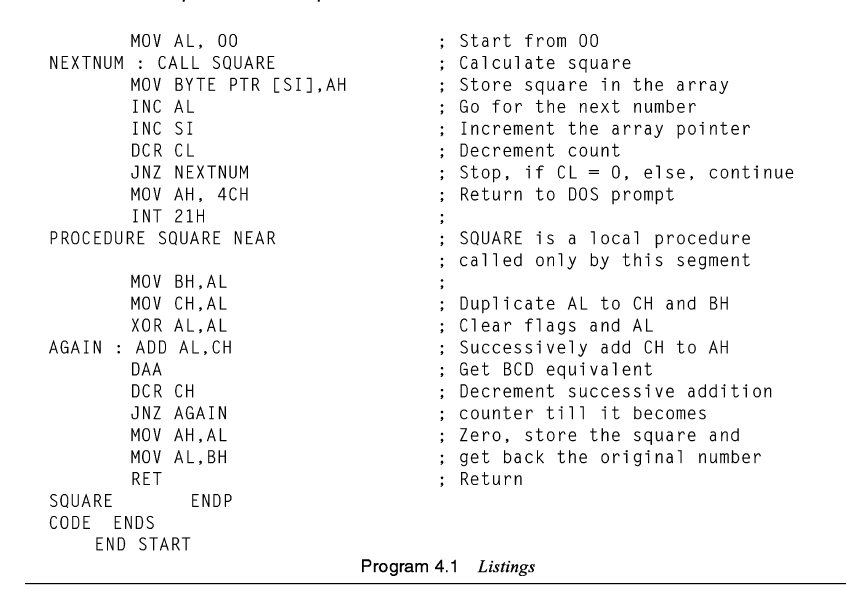 MOV AL, 00 ; Start from 00
NEXTNUM : CALL SQUARE ; Calculate square
MOV BYTE PTR [SI],AH ; Store square in the array
INC AL ; Go for the next number
INC SI ; Increment the array pointer
DCR CL ; Decrement count
JNZ NEXTNUM ; Stop, if CL = 0, else, continue
MOV AH, 4CH ; Return to DOS prompt
INT 21H ;
PROCEDURE SQUARE NEAR ; SQUARE is a local procedure
; called only by this segment
MOV BH,AL ;
MOV CH,AL ; Duplicate AL to CH and BH
XOR AL,AL ; Clear flags and AL
AGAIN : ADD AL,CH ; Successively add CH to AH
DAA ; Get BCD equivalent
DCR CH ; Decrement successive addition
JNZ AGAIN ; counter till it becomes
MOV AH,AL ; Zero, store the square and
MOV AL,BH ; get back the original number
RET ; Return
SQUARE ENDP
CODE ENDS
END START
Program 4.1 Listings